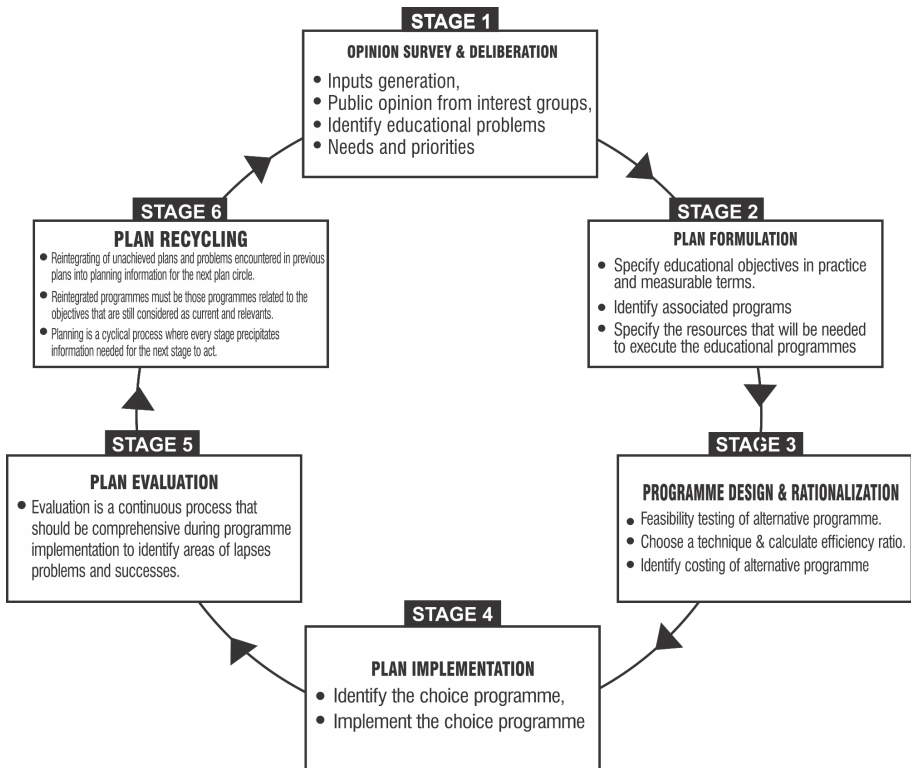 STAGE 1
OPINION SURVEY & DELIBERATION
• Inputs generation,
• Public opinion from interest groups,
• Identify educational problems
• Needs and priorities
STAGE 2
PLAN FORMULATION
• Specify educational objectives in practice
and measurable terms.
• Identify associated programs
• Specify the resources that will be needed
to execute the educational programmes
STAGE 3
PROGRAMME DESIGN & RATIONALIZATION
• Feasibility testing of alternative programme.
• Choose a technique & calculate efficiency ratio.
• Identify costing of alternative programme
STAGE 4
PLAN IMPLEMENTATION
• Identify the choice programme,
• Implement the choice programme
STAGE 5
PLAN EVALUATION
• Evaluation is a continuous process that
should be comprehensive during programme
implementation to identify areas of lapses
problems and successes.
STAGE 6
PLAN RECYCLING
• Reintegrating of unachieved plans and problems encountered in previous
plans into planning information for the next plan circle.
• Reintegrated programmes must be those programmes related to the
objectives that are still considered as current and relevants.
• Planning is a cyclical process where every stage precipitates
information needed for the next stage to act.